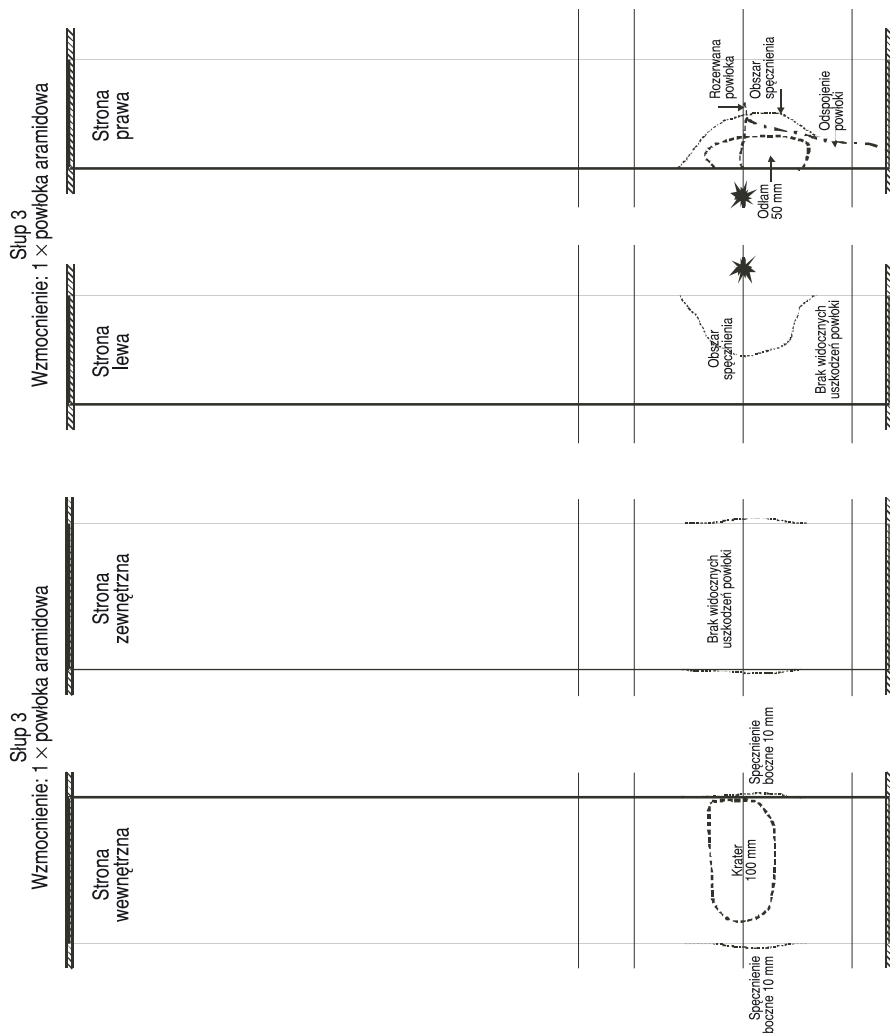 Słup 3
Wzmocnienie: 1 × powłoka aramidowa
Strona
wewnętrzna
Spęcznienie
boczne 10 mm
Krater
100 mm
Spęcznienie
boczne 10 mm
Strona
zewnętrzna
Brak widocznych
uszkodzeń powłoki
Słup 3
Wzmocnienie: 1 × powłoka aramidowa
Strona
lewa
Obszar
spęcznienia
Brak widocznych
uszkodzeń powłoki
Strona
prawa
Rozerwana
powłoka
Obszar
spęcznienie
Odspojenie
powłoki
Odłam
50 mm